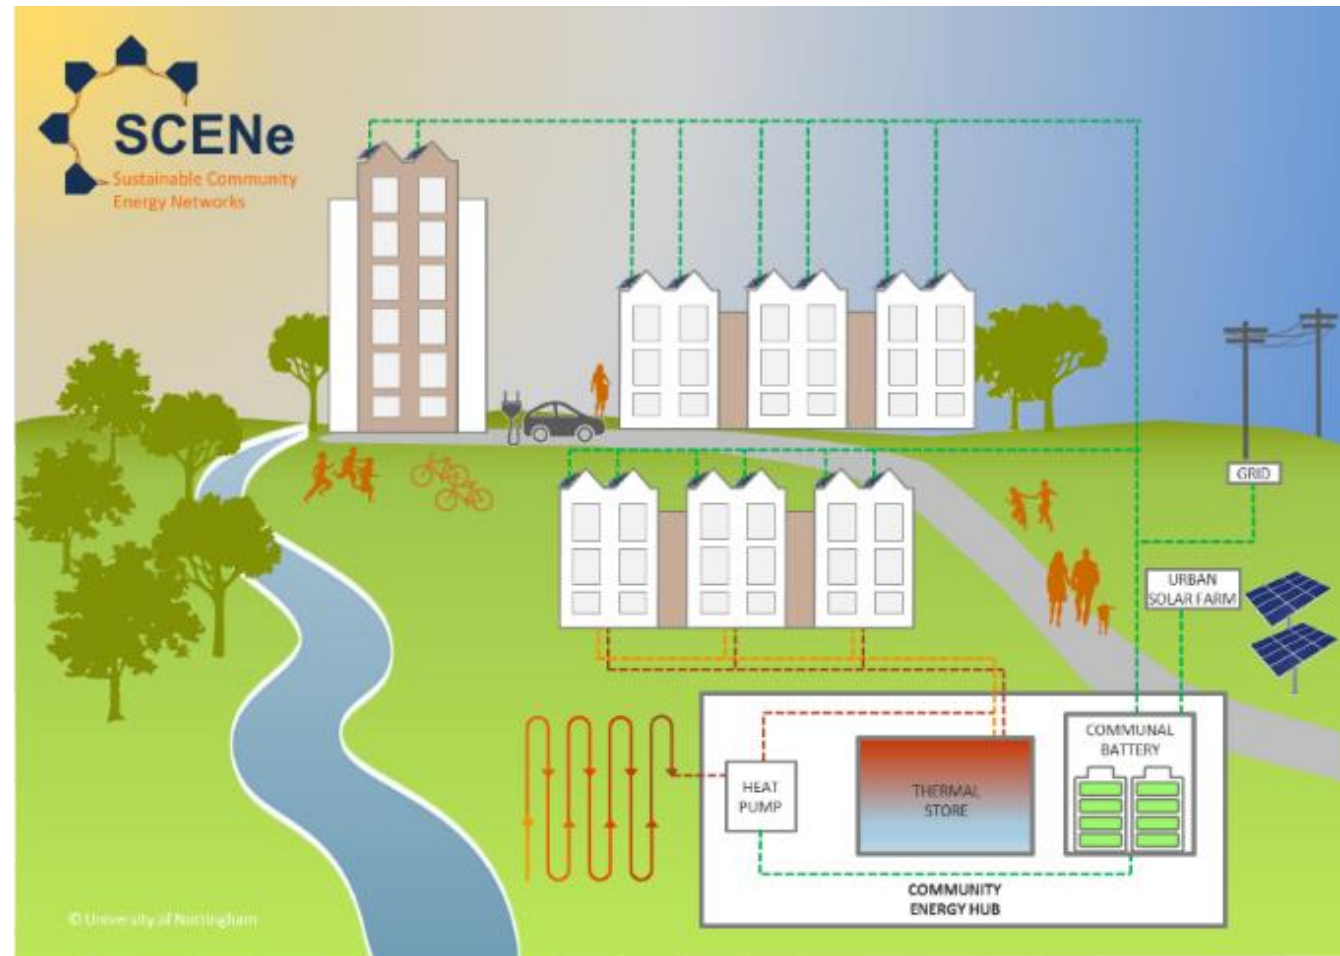 SCENe
Sustainable Community
Energy Networks
GRID
URBAN
SOLAR FARM
COMMUNAL
BATTERY
HEAT
PUMP
THERMAL
STORE
COMMUNITY
ENERGY HUB
© University of Nottingham